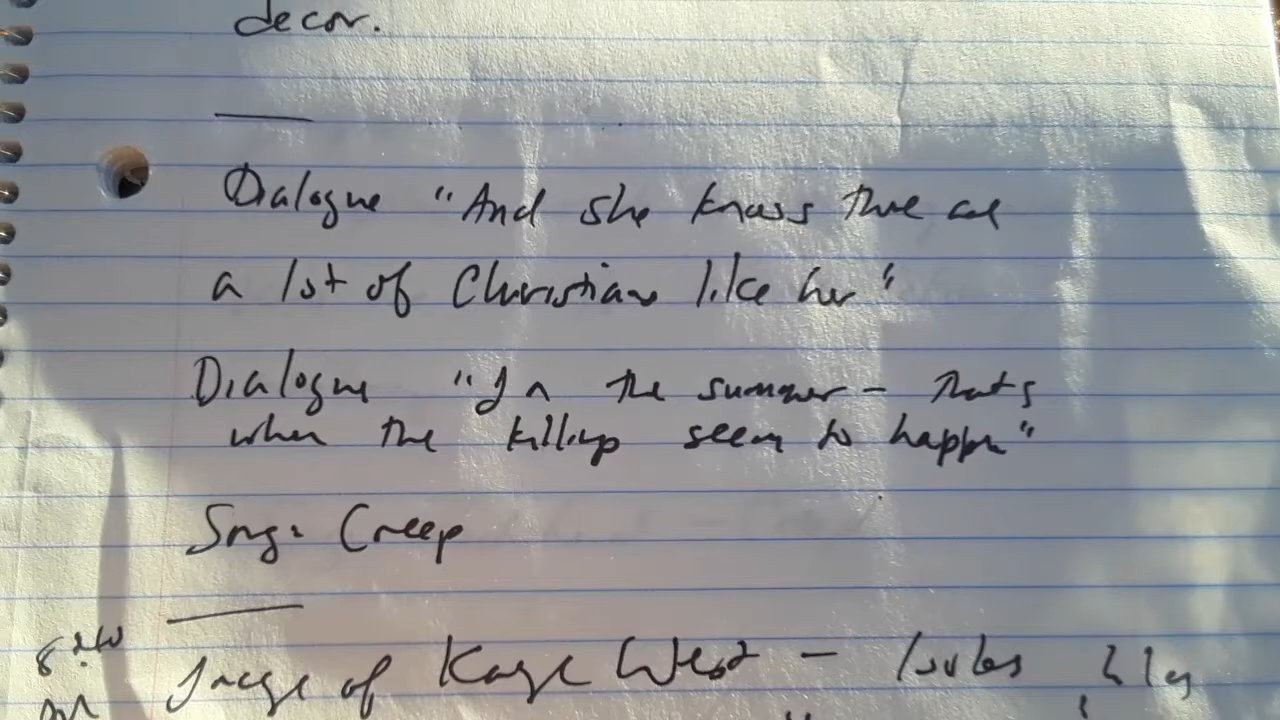 decor.
Dialogue "And she knows there are
a lot of Christians like her"
Dialogue "In the summer - that's
when the killings seem to happen"
Song: Creep
Image of Kanye West - looks